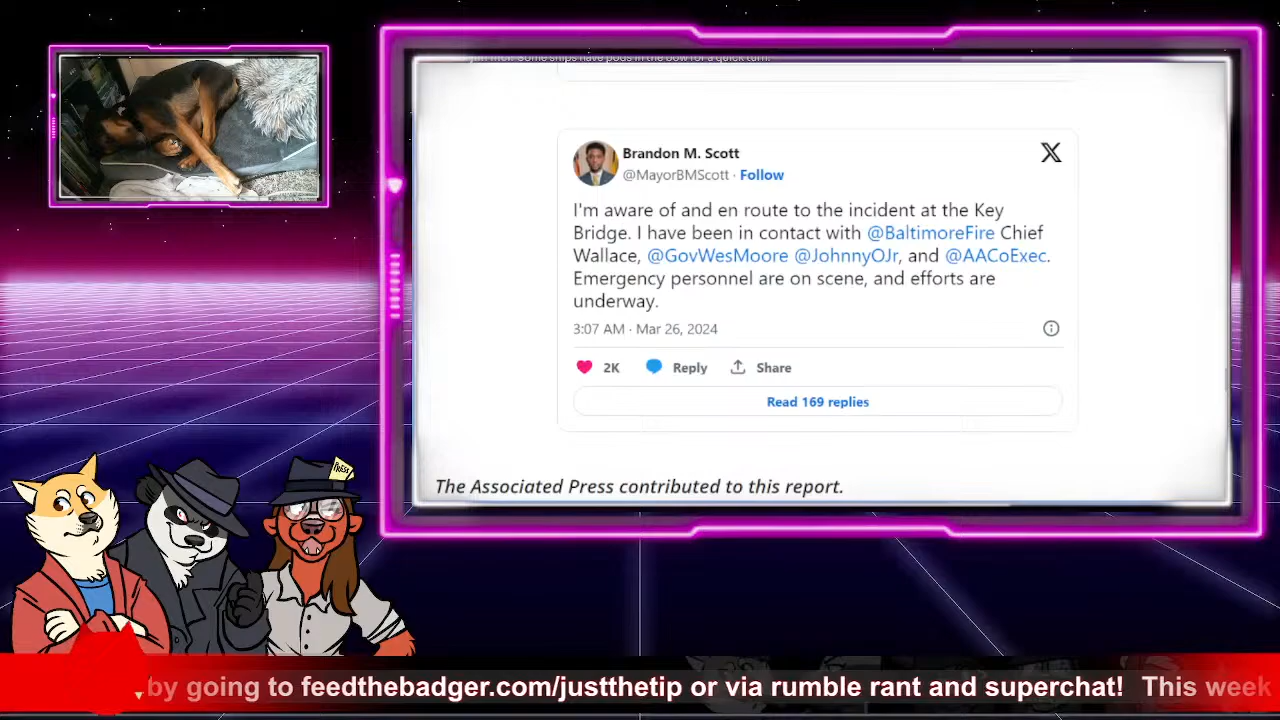 Brandon M. Scott
@MayorBMScott · Follow
I'm aware of and en route to the incident at the Key
Bridge. I have been in contact with @BaltimoreFire Chief
Wallace, @GovWesMoore @JohnnyOJr, and @AACoExec.
Emergency personnel are on scene, and efforts are
underway.
3:07 AM · Mar 26, 2024
2K Reply Share
Read 169 replies
The Associated Press contributed to this report.
PRESS
by going to feedthebadger.com/justthetip or via rumble rant and superchat! This week